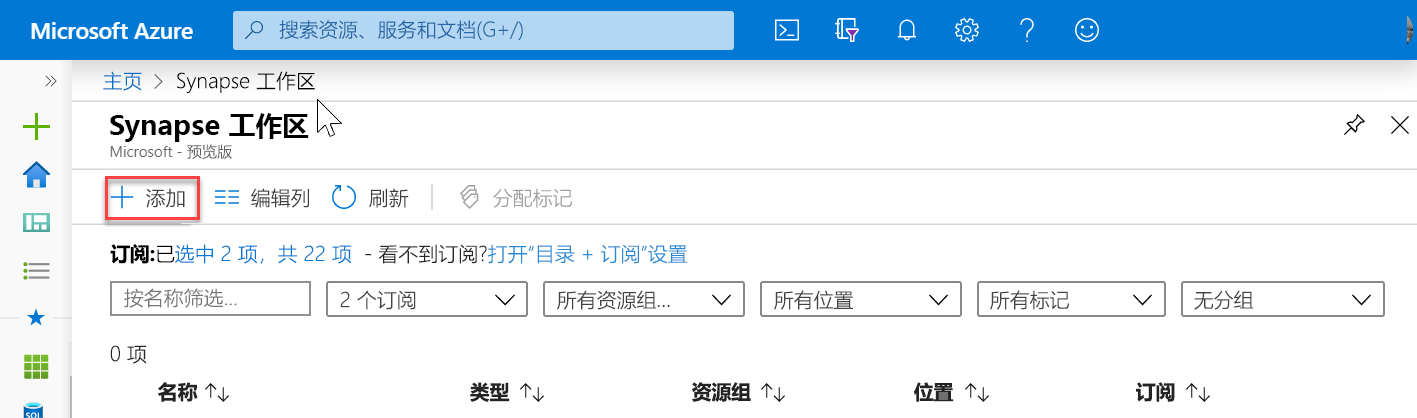 Microsoft Azure 搜索资源、服务和文档(G+/)
主页 > Synapse 工作区
Synapse 工作区
Microsoft - 预览版
添加 编辑列 刷新 分配标记
订阅:已选中 2 项，共 22 项 - 看不到订阅?打开“目录 + 订阅”设置
按名称筛选... 2 个订阅 所有资源组... 所有位置 所有标记 无分组
0 项
名称 类型 资源组 位置 订阅
SQL